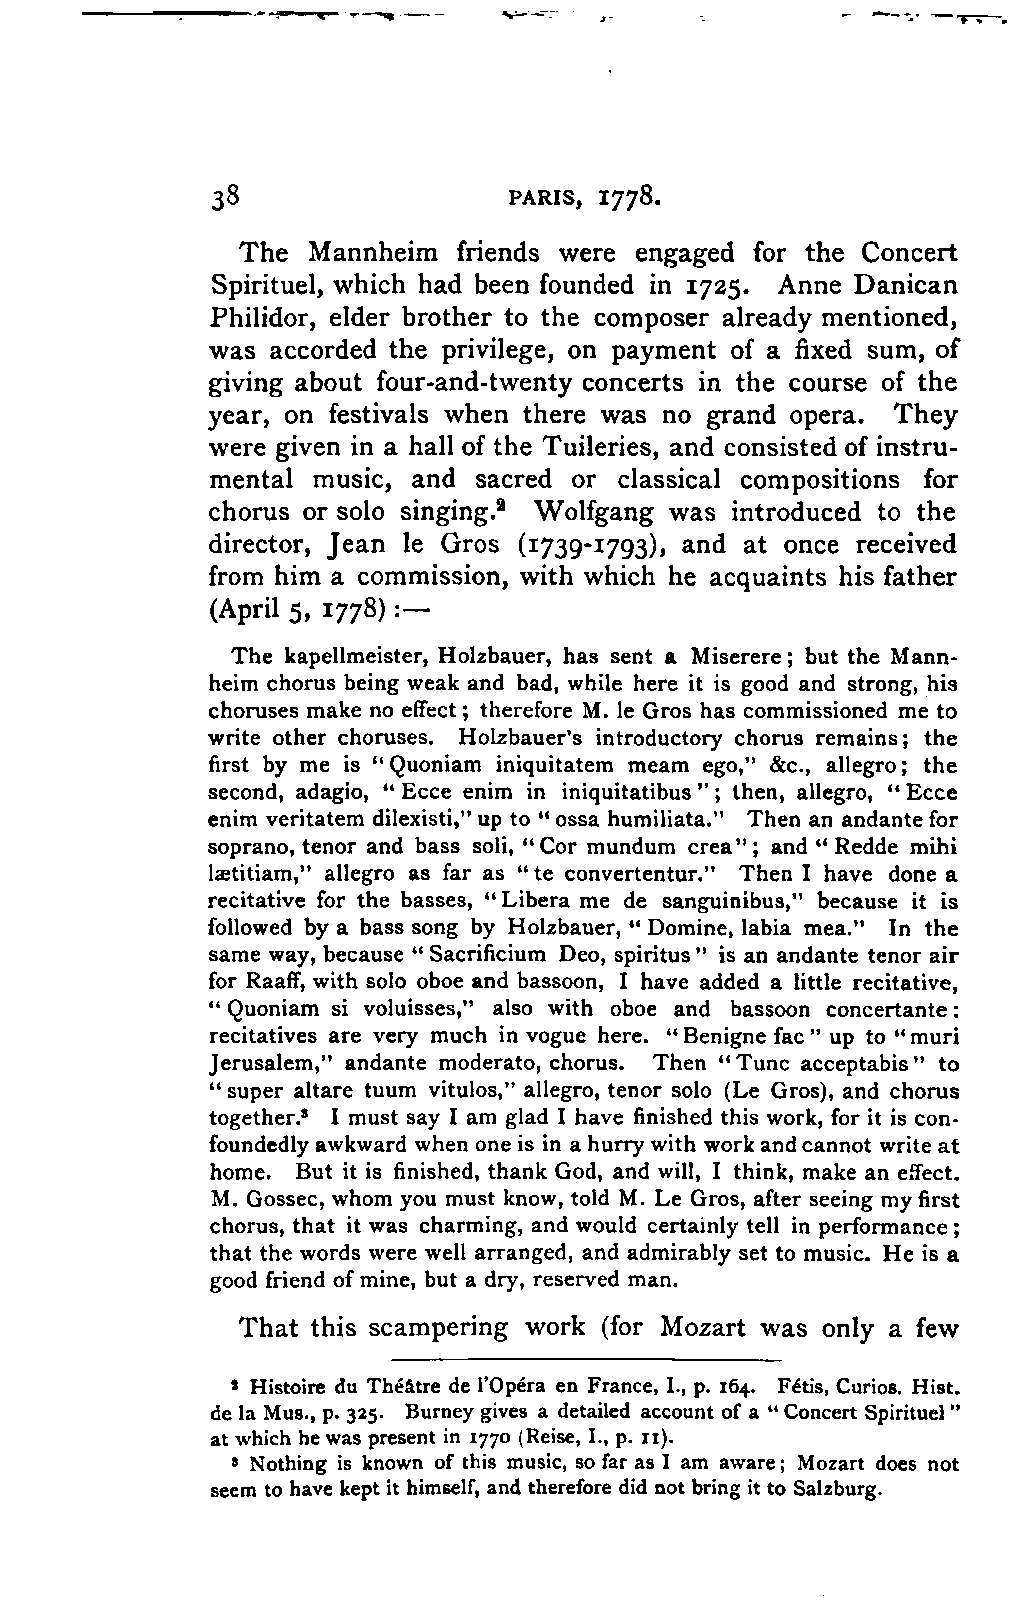 38 PARIS, 1778.
The Mannheim friends were engaged for the Concert
Spirituel, which had been founded in 1725. Anne Danican
Philidor, elder brother to the composer already mentioned,
was accorded the privilege, on payment of a fixed sum, of
giving about four-and-twenty concerts in the course of the
year, on festivals when there was no grand opera. They
were given in a hall of the Tuileries, and consisted of instru-
mental music, and sacred or classical compositions for
chorus or solo singing.² Wolfgang was introduced to the
director, Jean le Gros (1739-1793), and at once received
from him a commission, with which he acquaints his father
(April 5, 1778) :—
The kapellmeister, Holzbauer, has sent a Miserere; but the Mann-
heim chorus being weak and bad, while here it is good and strong, his
choruses make no effect; therefore M. le Gros has commissioned me to
write other choruses. Holzbauer's introductory chorus remains; the
first by me is "Quoniam iniquitatem meam ego," &c., allegro; the
second, adagio, "Ecce enim in iniquitatibus"; then, allegro, "Ecce
enim veritatem dilexisti," up to "ossa humiliata." Then an andante for
soprano, tenor and bass soli, "Cor mundum crea"; and "Redde mihi
lætitiam," allegro as far as "te convertentur." Then I have done a
recitative for the basses, "Libera me de sanguinibus," because it is
followed by a bass song by Holzbauer, "Domine, labia mea." In the
same way, because "Sacrificium Deo, spiritus" is an andante tenor air
for Raaff, with solo oboe and bassoon, I have added a little recitative,
"Quoniam si voluisses," also with oboe and bassoon concertante:
recitatives are very much in vogue here. "Benigne fac" up to "muri
Jerusalem," andante moderato, chorus. Then "Tunc acceptabis" to
"super altare tuum vitulos," allegro, tenor solo (Le Gros), and chorus
together.³ I must say I am glad I have finished this work, for it is con-
foundedly awkward when one is in a hurry with work and cannot write at
home. But it is finished, thank God, and will, I think, make an effect.
M. Gossec, whom you must know, told M. Le Gros, after seeing my first
chorus, that it was charming, and would certainly tell in performance;
that the words were well arranged, and admirably set to music. He is a
good friend of mine, but a dry, reserved man.
That this scampering work (for Mozart was only a few
² Histoire du Théâtre de l'Opéra en France, I., p. 164. Fétis, Curios. Hist.
de la Mus., p. 325. Burney gives a detailed account of a "Concert Spirituel"
at which he was present in 1770 (Reise, I., p. 11).
³ Nothing is known of this music, so far as I am aware; Mozart does not
seem to have kept it himself, and therefore did not bring it to Salzburg.